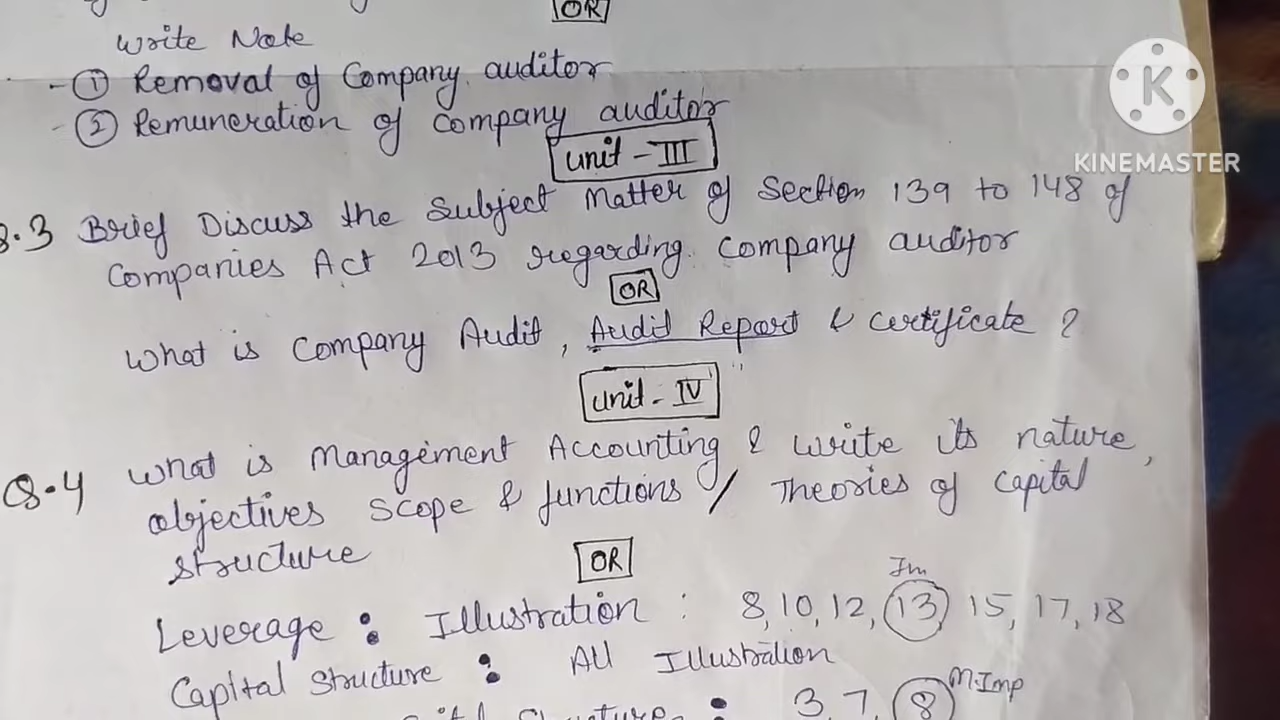 OR
Write Note
① Removal of Company auditor
② Remuneration of company auditor
K
KINEMASTER
Unit - III
Q.3 Brief Discuss the Subject Matter of Section 139 to 148 of
Companies Act 2013 regarding company auditor
OR
What is Company Audit, Audit Report & certificate ?
Unit - IV
Q.4 What is Management Accounting ? write its nature,
objectives scope & functions / Theories of capital
structure
OR
Im
Leverage : Illustration : 8, 10, 12, 13 15, 17, 18
Capital Structure : All Illustration
M.Imp
: 3, 7, 8